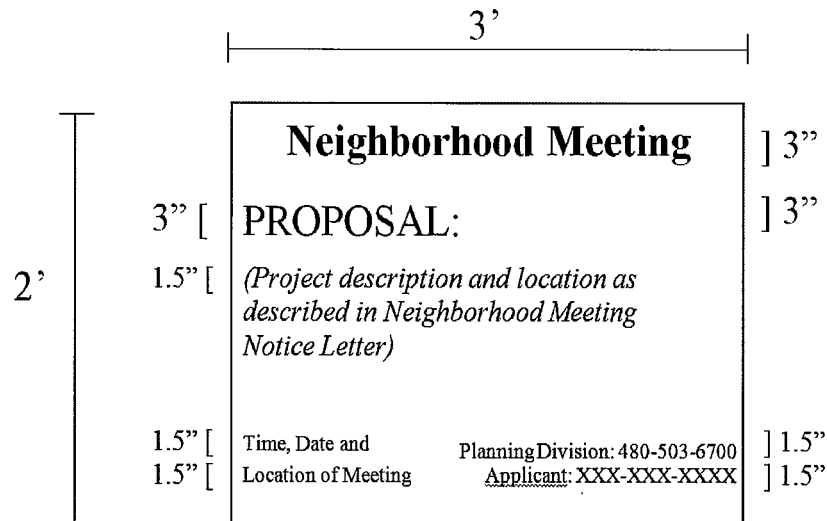 3’
Neighborhood Meeting ] 3”
3” [ PROPOSAL: ] 3”
2’
1.5” [ (Project description and location as
described in Neighborhood Meeting
Notice Letter)
1.5” [ Time, Date and Planning Division: 480-503-6700 ] 1.5”
1.5” [ Location of Meeting Applicant: XXX-XXX-XXXX ] 1.5”